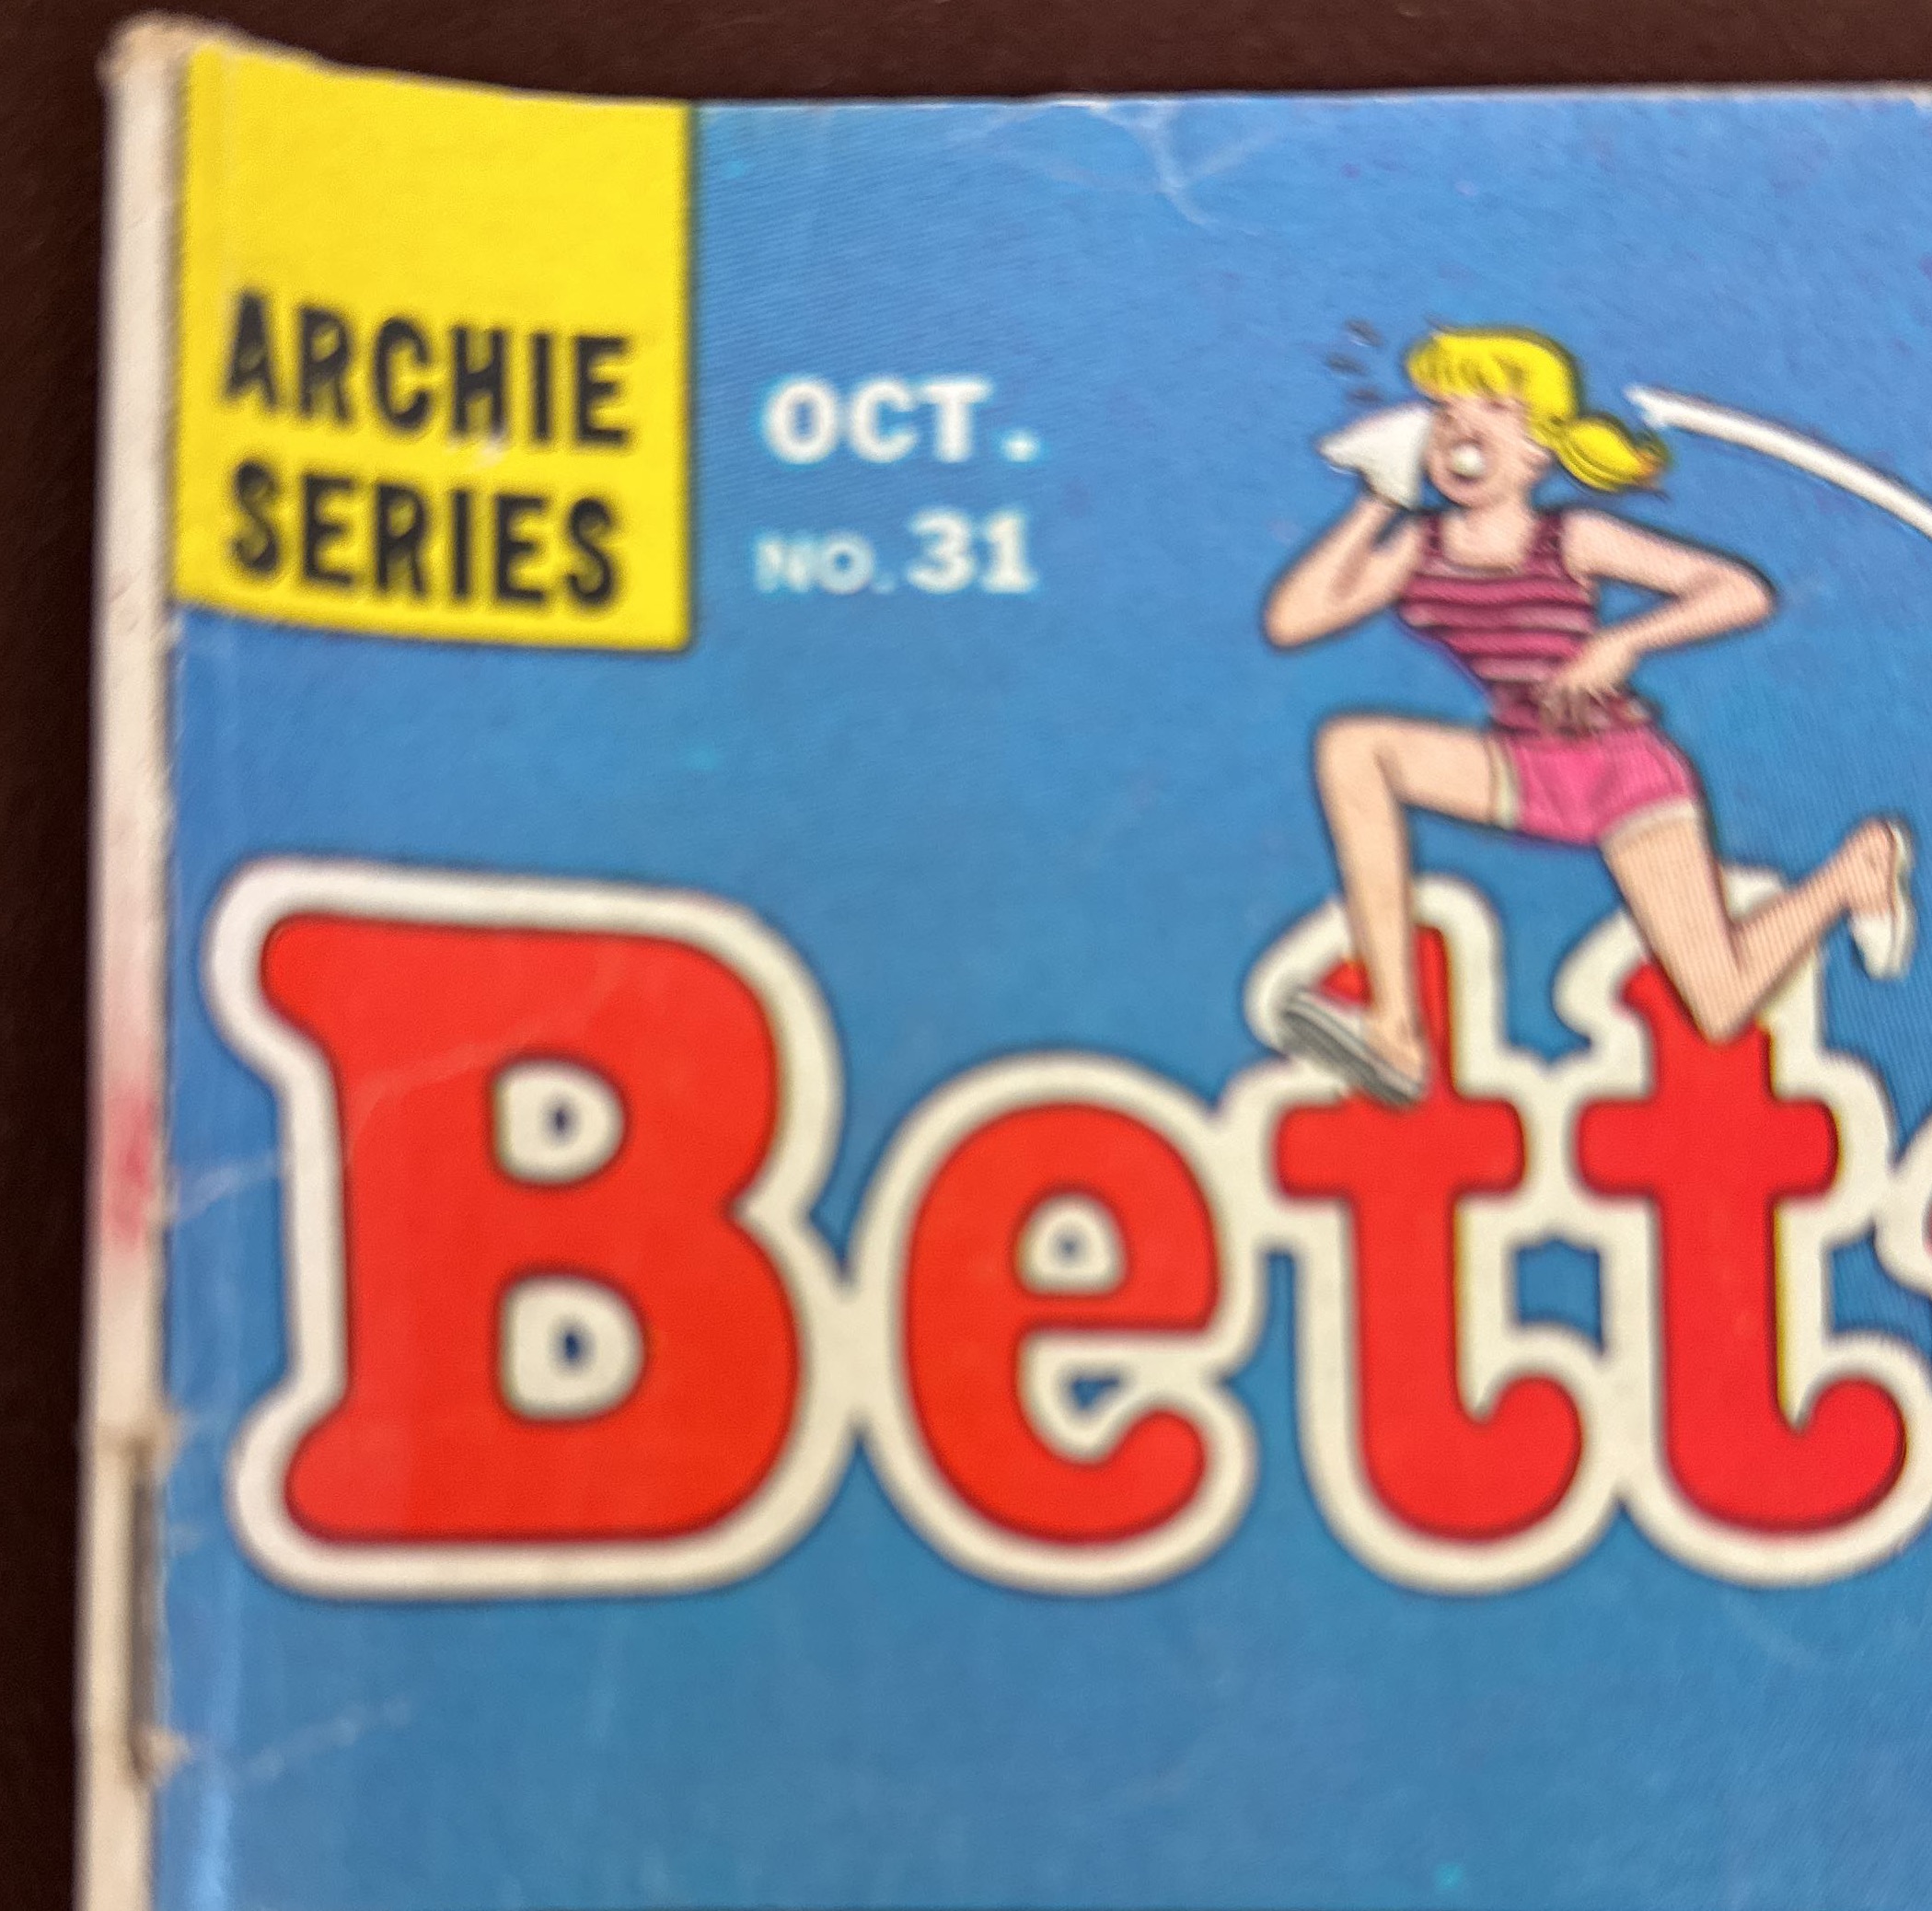 ARCHIE
SERIES
OCT.
NO. 31
Bett